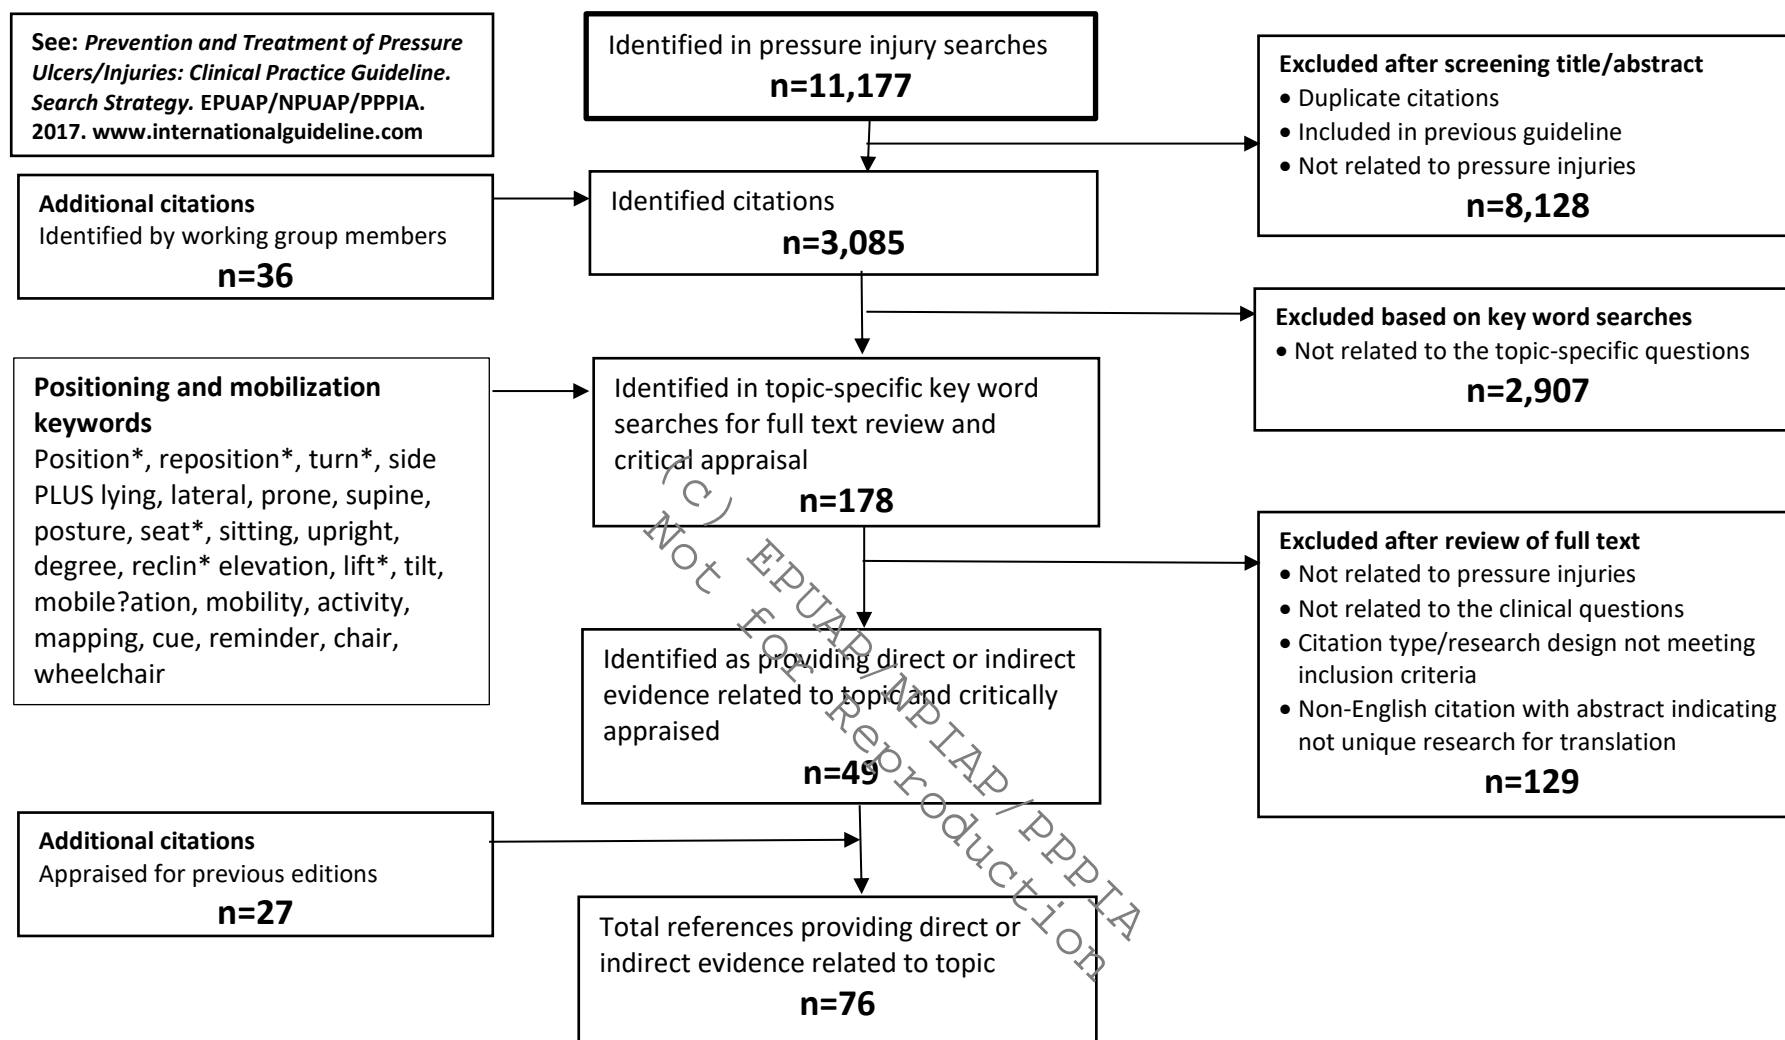 See: Prevention and Treatment of Pressure
Ulcers/Injuries: Clinical Practice Guideline.
Search Strategy. EPUAP/NPUAP/PPPIA.
2017. www.internationalguideline.com
Identified in pressure injury searches
n=11,177
Excluded after screening title/abstract
• Duplicate citations
• Included in previous guideline
• Not related to pressure injuries
n=8,128
Additional citations
Identified by working group members
n=36
Identified citations
n=3,085
Excluded based on key word searches
• Not related to the topic-specific questions
n=2,907
Positioning and mobilization
keywords
Position*, reposition*, turn*, side
PLUS lying, lateral, prone, supine,
posture, seat*, sitting, upright,
degree, reclin* elevation, lift*, tilt,
mobile?ation, mobility, activity,
mapping, cue, reminder, chair,
wheelchair
Identified in topic-specific key word
searches for full text review and
critical appraisal
n=178
Excluded after review of full text
• Not related to pressure injuries
• Not related to the clinical questions
• Citation type/research design not meeting
inclusion criteria
• Non-English citation with abstract indicating
not unique research for translation
n=129
Identified as providing direct or indirect
evidence related to topic and critically
appraised
n=49
Additional citations
Appraised for previous editions
n=27
Total references providing direct or
indirect evidence related to topic
n=76
(c) EPUAP/NPIAP/PPPIA
Not for Reproduction